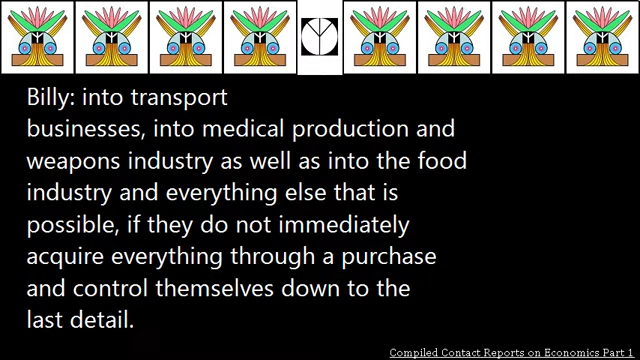 Billy: into transport
businesses, into medical production and
weapons industry as well as into the food
industry and everything else that is
possible, if they do not immediately
acquire everything through a purchase
and control themselves down to the
last detail.
Compiled Contact Reports on Economics Part 1